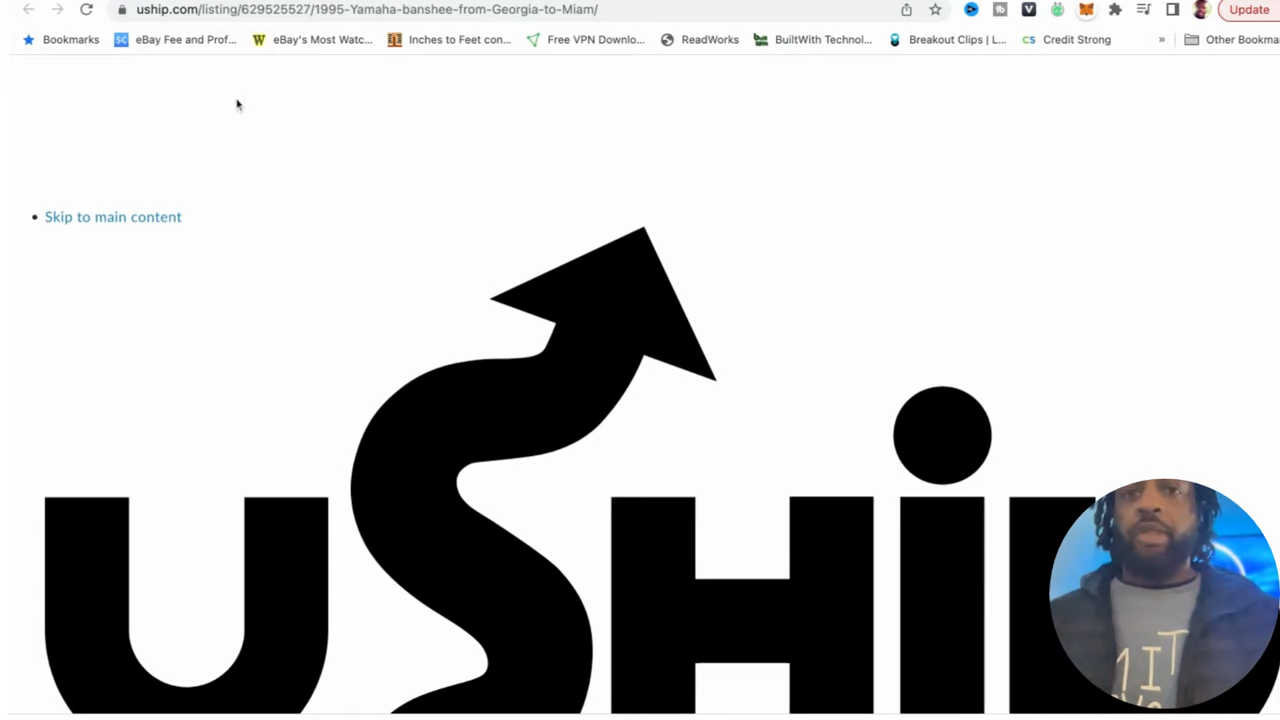 uship.com/listing/629525527/1995-Yamaha-banshee-from-Georgia-to-Miam/
Update
Bookmarks
eBay Fee and Prof...
eBay's Most Watc...
Inches to Feet con...
Free VPN Downlo...
ReadWorks
BuiltWith Technol...
Breakout Clips | L...
CS Credit Strong
» Other Bookma
Skip to main content
uShip